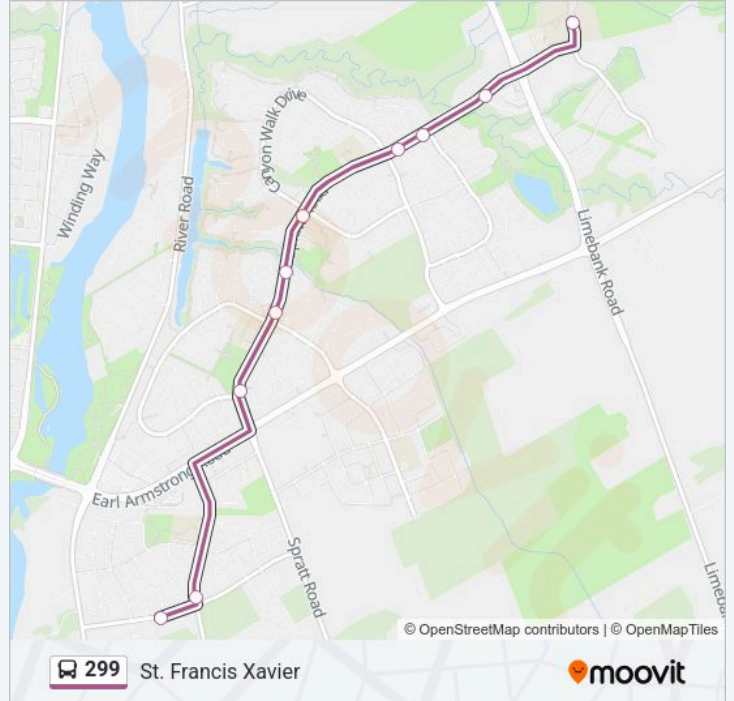 Canyon Walk Drive
Winding Way
River Road
Limebank Road
Earl Armstrong Road
Spratt Road
© OpenStreetMap contributors | © OpenMapTiles
299 St. Francis Xavier
moovit